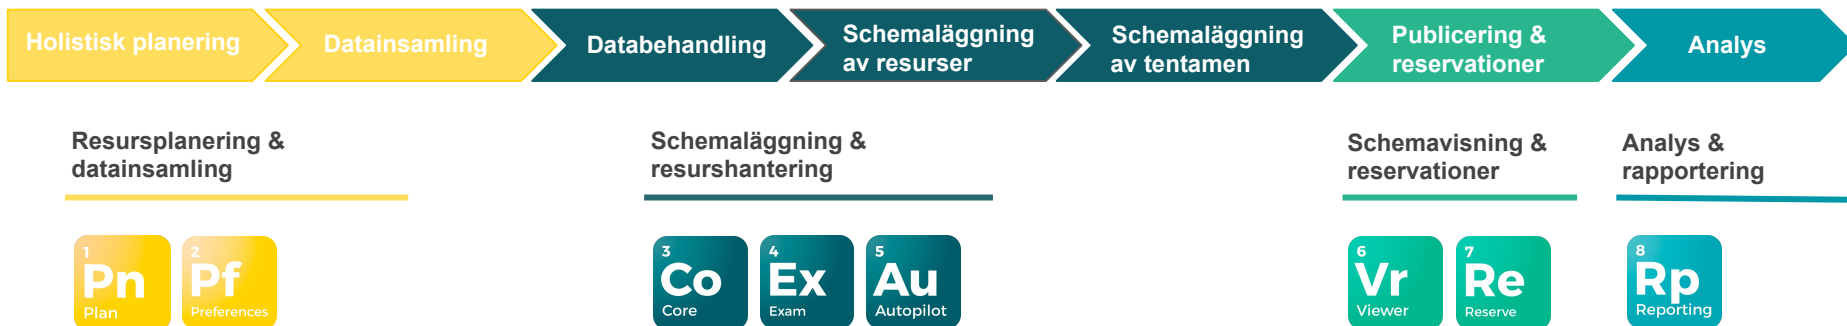 Holistisk planering
Datainsamling
Databehandling
Schemaläggning
av resurser
Schemaläggning
av tentamen
Publicering &
reservationer
Analys
Resursplanering &
datainsamling
Schemaläggning &
resurshantering
Schemavisning &
reservationer
Analys &
rapportering
1
Pn
Plan
2
Pf
Preferences
3
Co
Core
4
Ex
Exam
5
Au
Autopilot
6
Vr
Viewer
7
Re
Reserve
8
Rp
Reporting